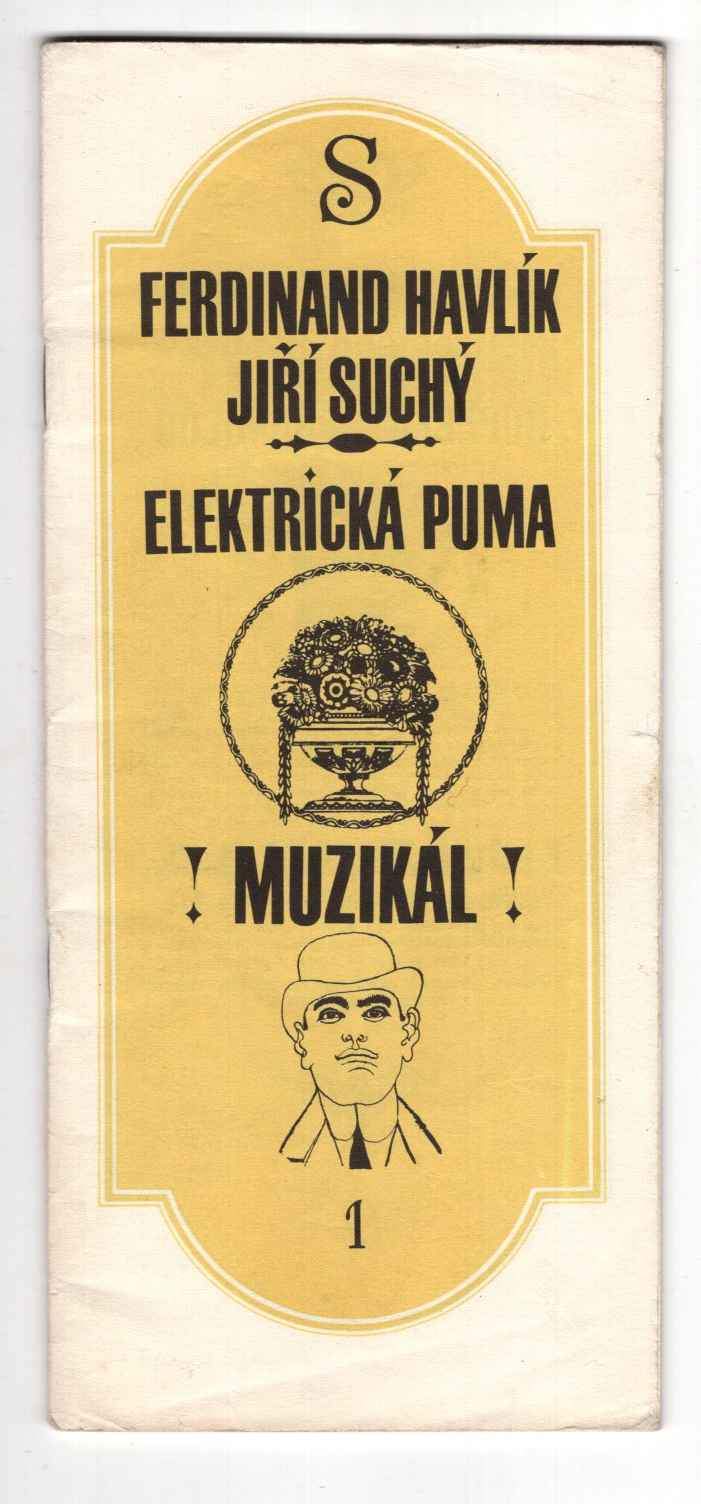 S
FERDINAND HAVLÍK
JIŘÍ SUCHÝ
ELEKTRICKÁ PUMA
! MUZIKÁL !
1